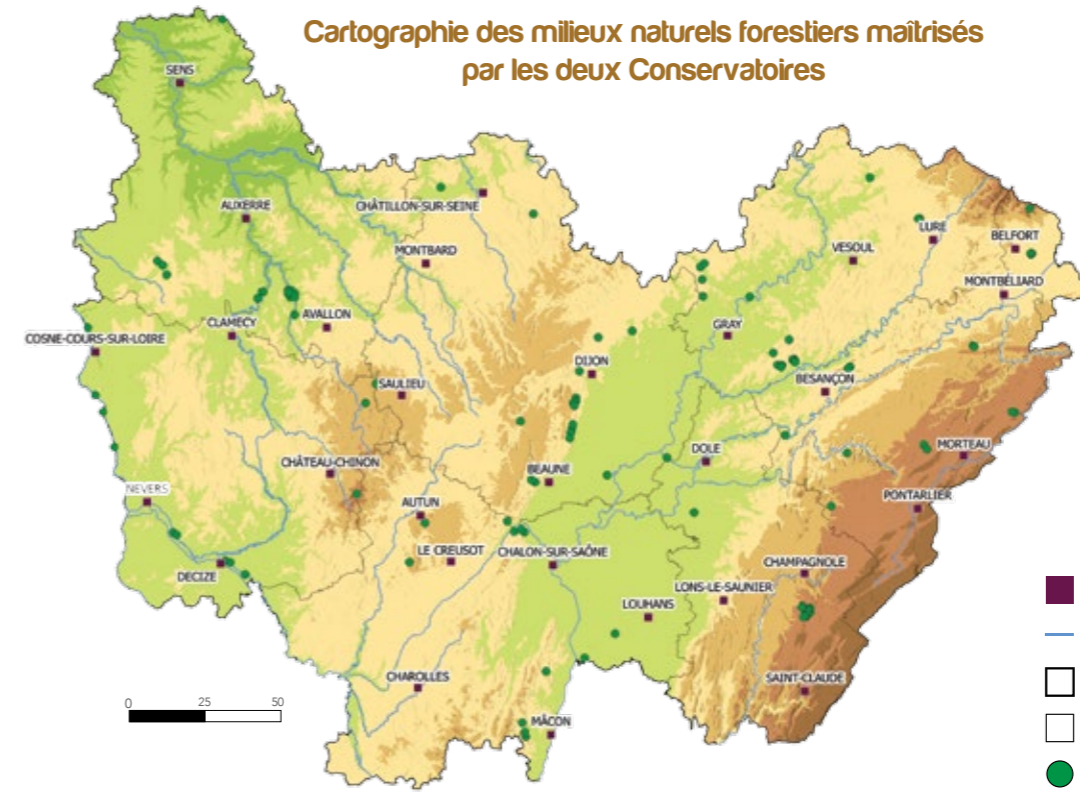 Cartographie des milieux naturels forestiers maîtrisés
par les deux Conservatoires
SENS
AUXERRE
CHÂTILLON-SUR-SEINE
MONTBARD
VESOUL
LURE
BELFORT
MONTBÉLIARD
CLAMECY
AVALLON
COSNE-COURS-SUR-LOIRE
GRAY
DIJON
SAULIEU
BESANÇON
CHÂTEAU-CHINON
BEAUNE
DOLE
MORTEAU
NEVERS
AUTUN
PONTARLIER
LE CREUSOT
CHALON-SUR-SAÔNE
CHAMPAGNOLE
DECIZE
LONS-LE-SAUNIER
LOUHANS
CHAROLLES
SAINT-CLAUDE
0 25 50
MÂCON